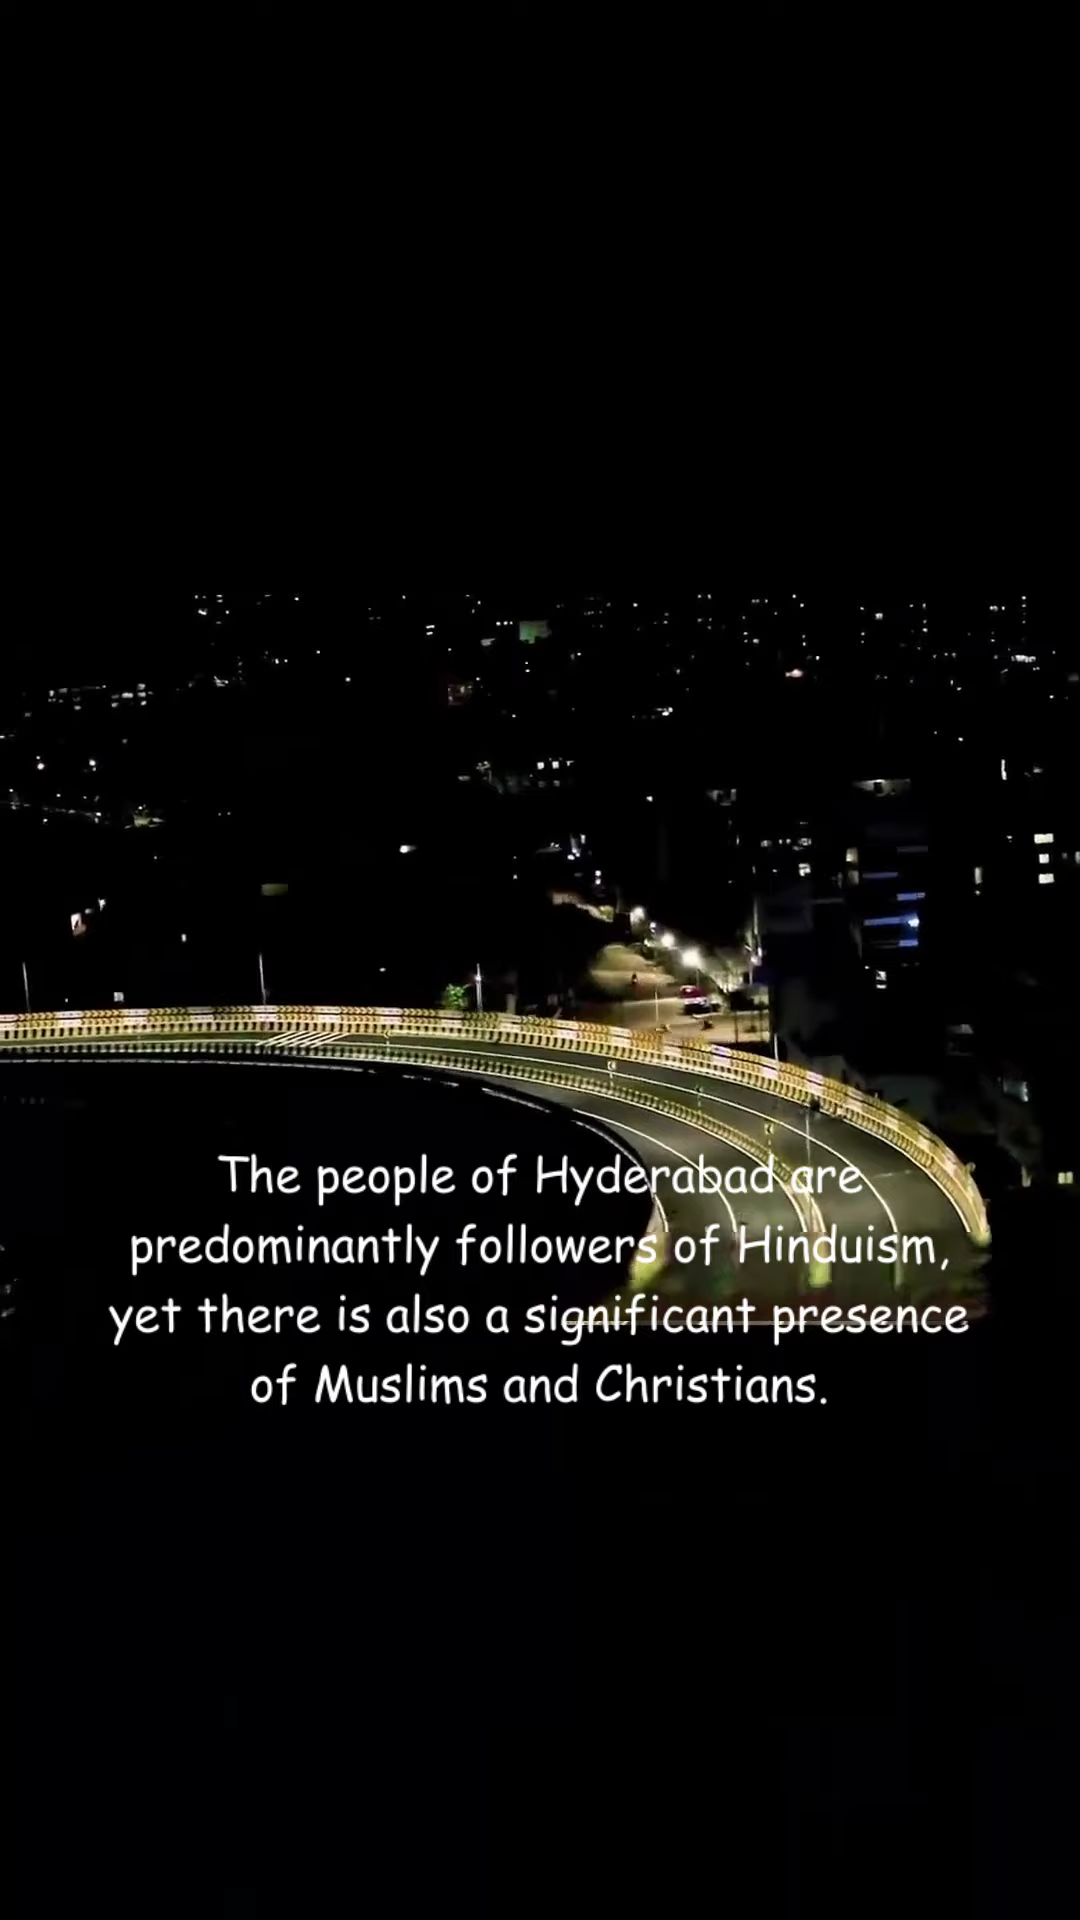 The people of Hyderabad are
predominantly followers of Hinduism,
yet there is also a significant presence
of Muslims and Christians.